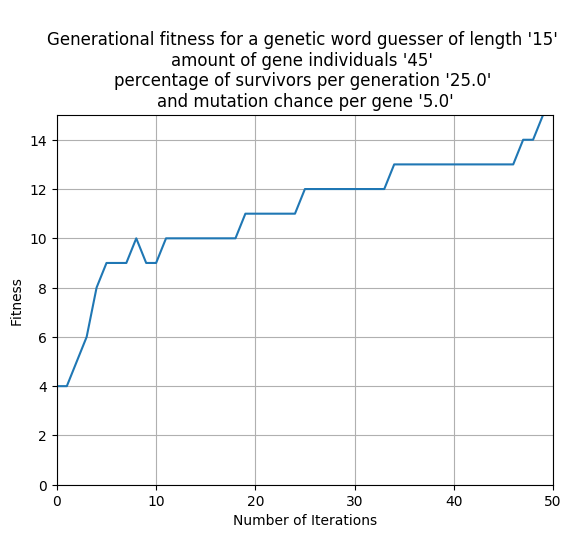 Generational fitness for a genetic word guesser of length '15'
amount of gene individuals '45'
percentage of survivors per generation '25.0'
and mutation chance per gene '5.0'
14
12
10
8
6
4
2
0
Fitness
0 10 20 30 40 50
Number of Iterations